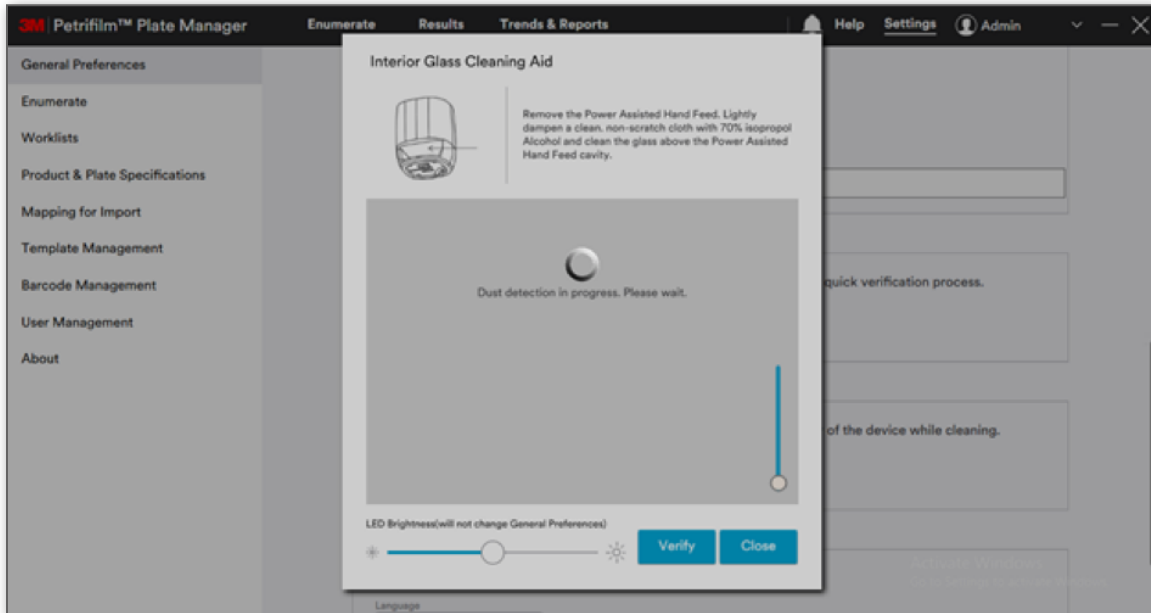 3M Petrifilm™ Plate Manager Enumerate Results Trends & Reports Help Settings Admin
General Preferences
Enumerate
Worklists
Product & Plate Specifications
Mapping for Import
Template Management
Barcode Management
User Management
About
Interior Glass Cleaning Aid
Remove the Power Assisted Hand Feed. Lightly
dampen a clean. non-scratch cloth with 70% isopropol
Alcohol and clean the glass above the Power Assisted
Hand Feed cavity.
Dust detection in progress. Please wait.
quick verification process.
of the device while cleaning.
LED Brightness(will not change General Preferences)
Verify Close
Activate Windows
Language